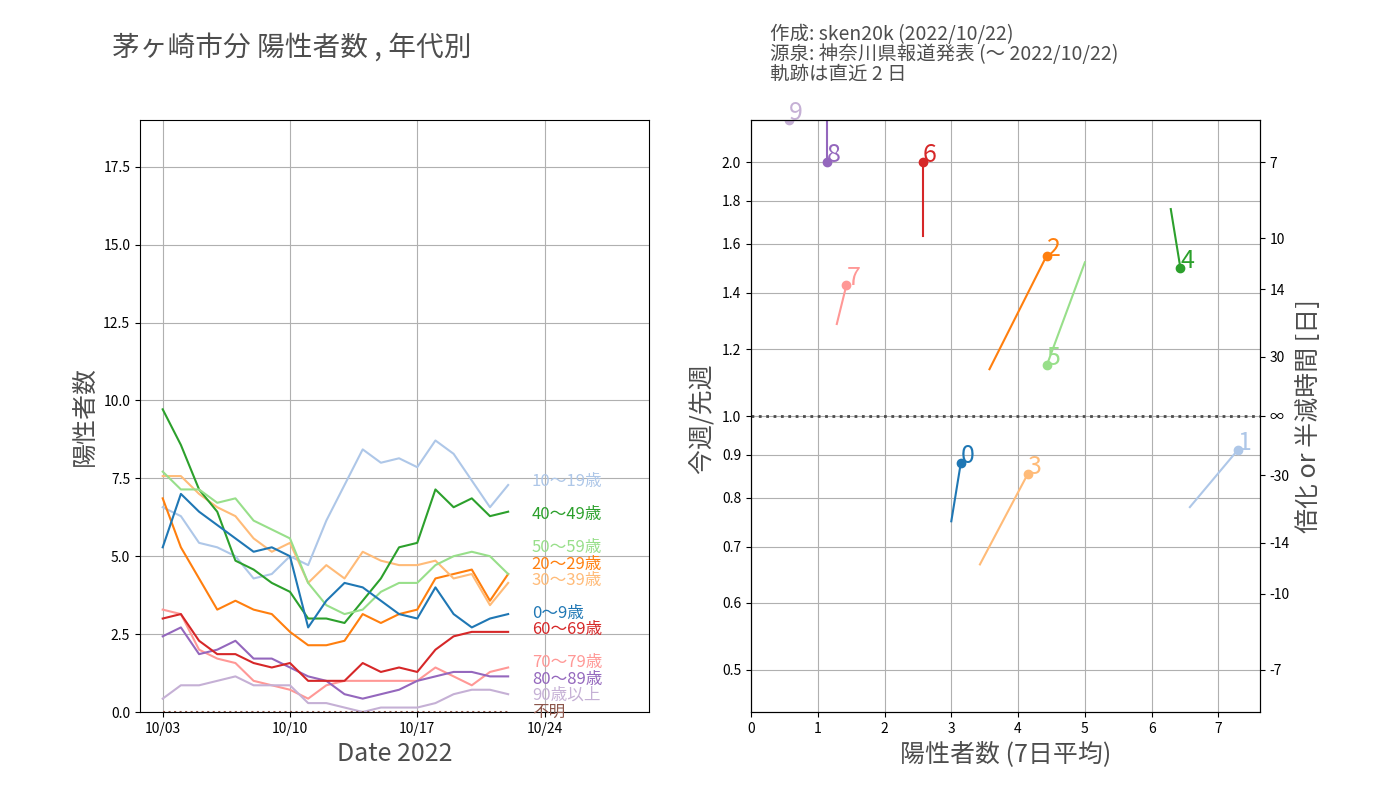 茅ヶ崎市分 陽性者数 , 年代別
作成: sken20k (2022/10/22)
源泉: 神奈川県報道発表 (～ 2022/10/22)
軌跡は直近 2 日
陽性者数
17.5
15.0
12.5
10.0
7.5
5.0
2.5
0.0
10/03
10/10
10/17
10/24
Date 2022
10～19歳
40～49歳
50～59歳
20～29歳
30～39歳
0～9歳
60～69歳
70～79歳
80～89歳
90歳以上
不明
今週/先週
2.0
1.8
1.6
1.4
1.2
1.0
0.9
0.8
0.7
0.6
0.5
9
8
6
2
4
7
5
1
0
3
0
1
2
3
4
5
6
7
陽性者数 (7日平均)
7
10
14
30
∞
-30
-14
-10
-7
倍化 or 半減時間 [日]